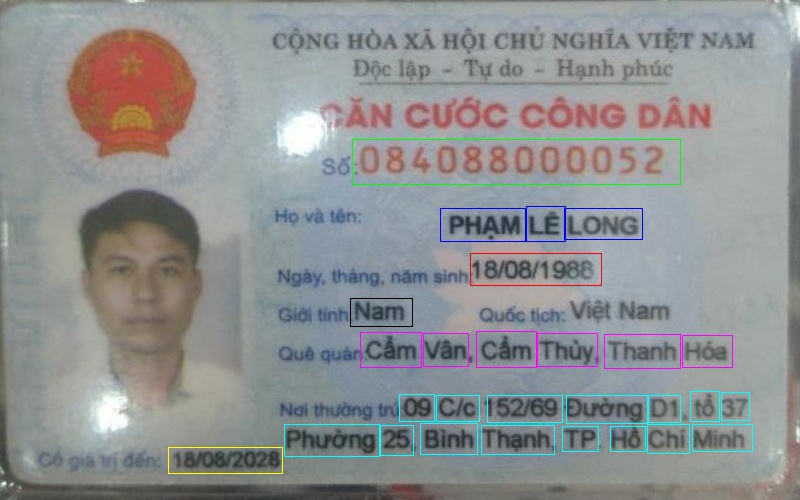 CỘNG HÒA XÃ HỘI CHỦ NGHĨA VIỆT NAM
Độc lập - Tự do - Hạnh phúc
CĂN CƯỚC CÔNG DÂN
Số: 084088000052
Họ và tên: PHẠM LÊ LONG
Ngày, tháng, năm sinh: 18/08/1988
Giới tính: Nam Quốc tịch: Việt Nam
Quê quán: Cẩm Vân, Cẩm Thủy, Thanh Hóa
Nơi thường trú: 09 C/c 152/69 Đường D1, tổ 37
Phường 25, Bình Thạnh, TP. Hồ Chí Minh
Có giá trị đến: 18/08/2028